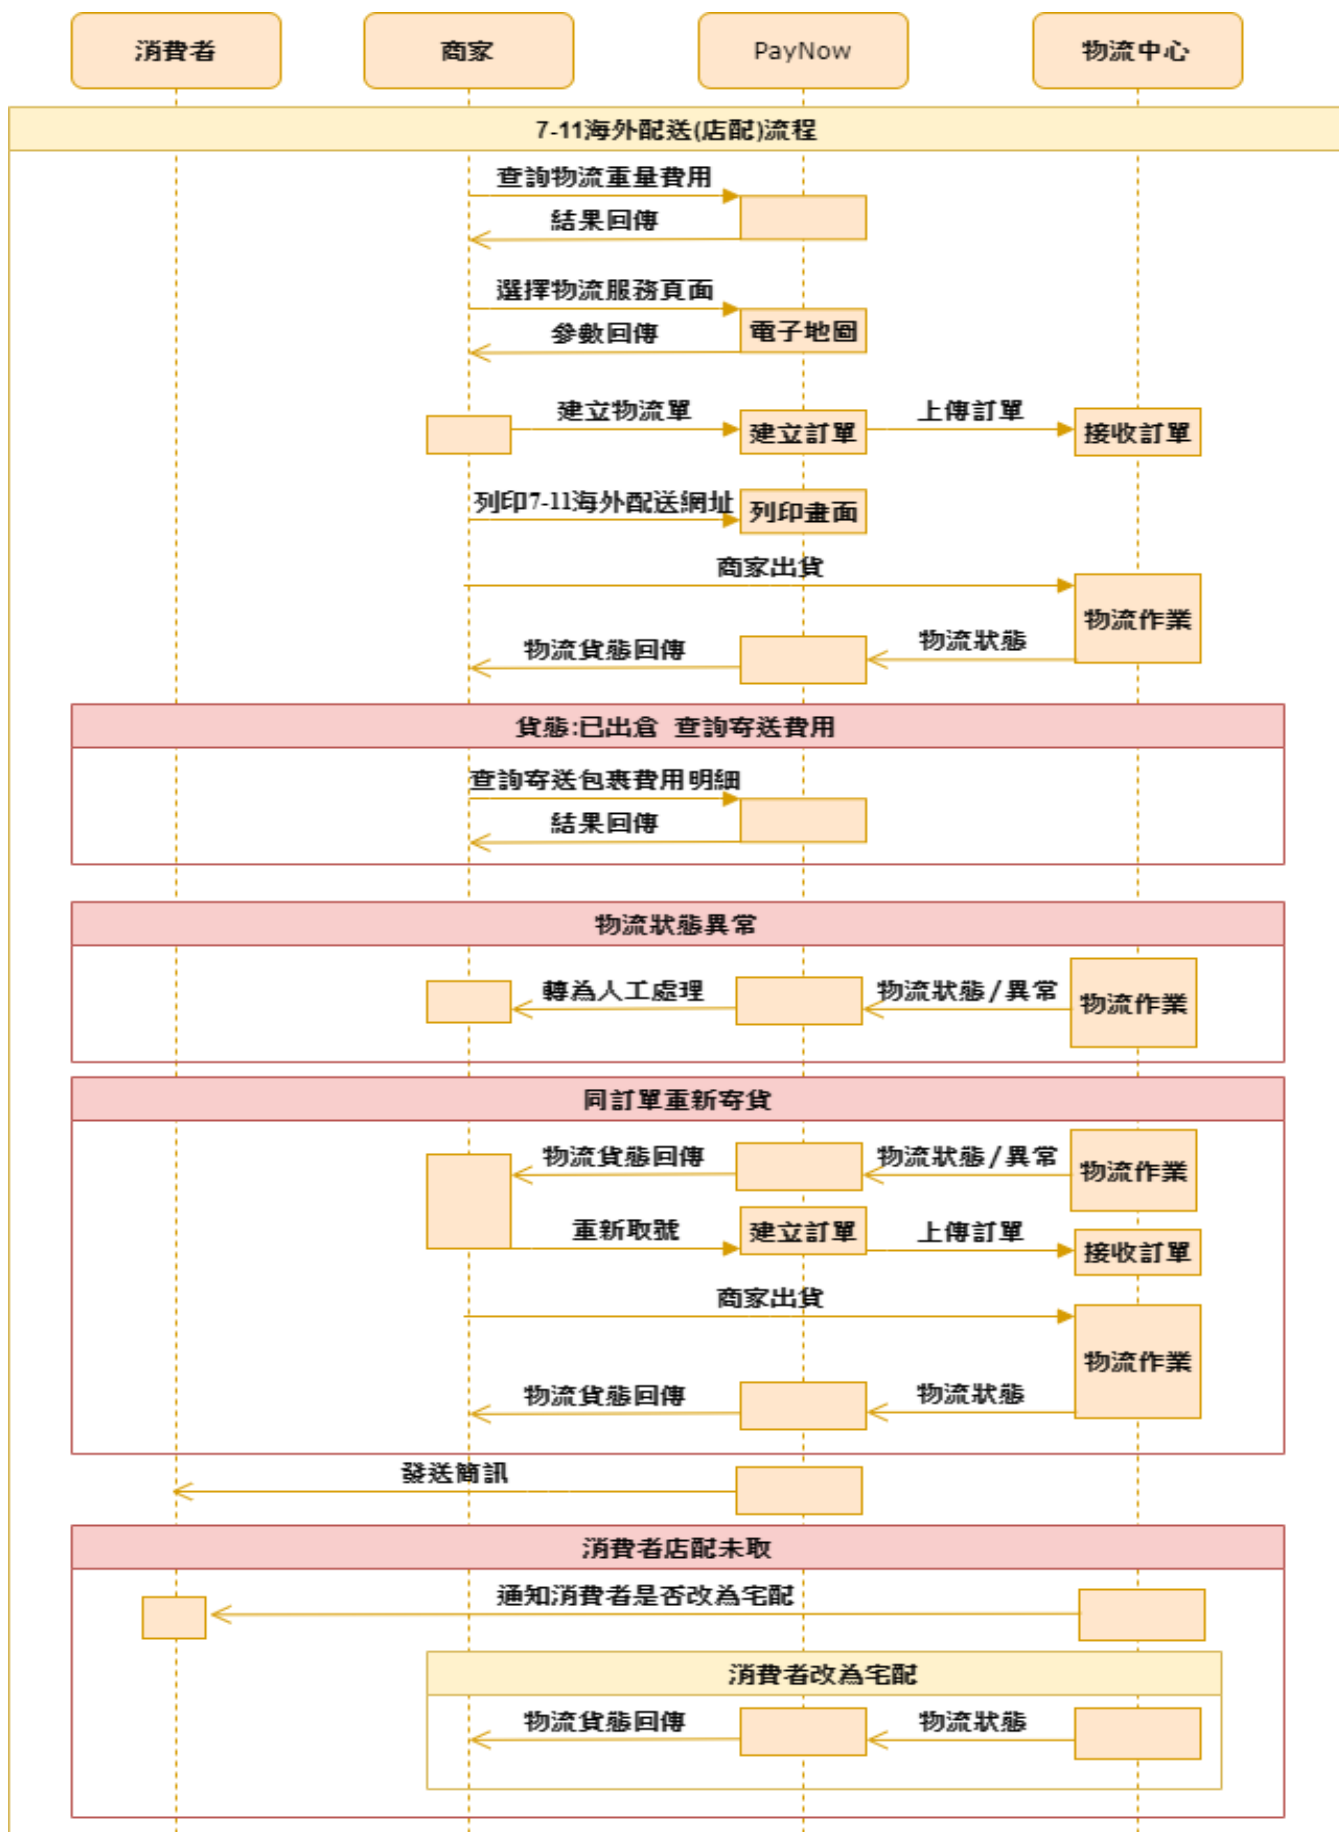 消費者
商家
PayNow
物流中心
7-11海外配送(店配)流程
查詢物流重量費用
結果回傳
選擇物流服務頁面
參數回傳
電子地圖
建立物流單
建立訂單
上傳訂單
接收訂單
列印7-11海外配送網址
列印畫面
商家出貨
物流作業
物流狀態
物流貨態回傳
貨態:已出倉 查詢寄送費用
查詢寄送包裹費用明細
結果回傳
物流狀態異常
轉為人工處理
物流狀態/異常
物流作業
同訂單重新寄貨
物流貨態回傳
物流狀態/異常
物流作業
重新取號
建立訂單
上傳訂單
接收訂單
商家出貨
物流作業
物流貨態回傳
物流狀態
發送簡訊
消費者店配未取
通知消費者是否改為宅配
消費者改為宅配
物流貨態回傳
物流狀態